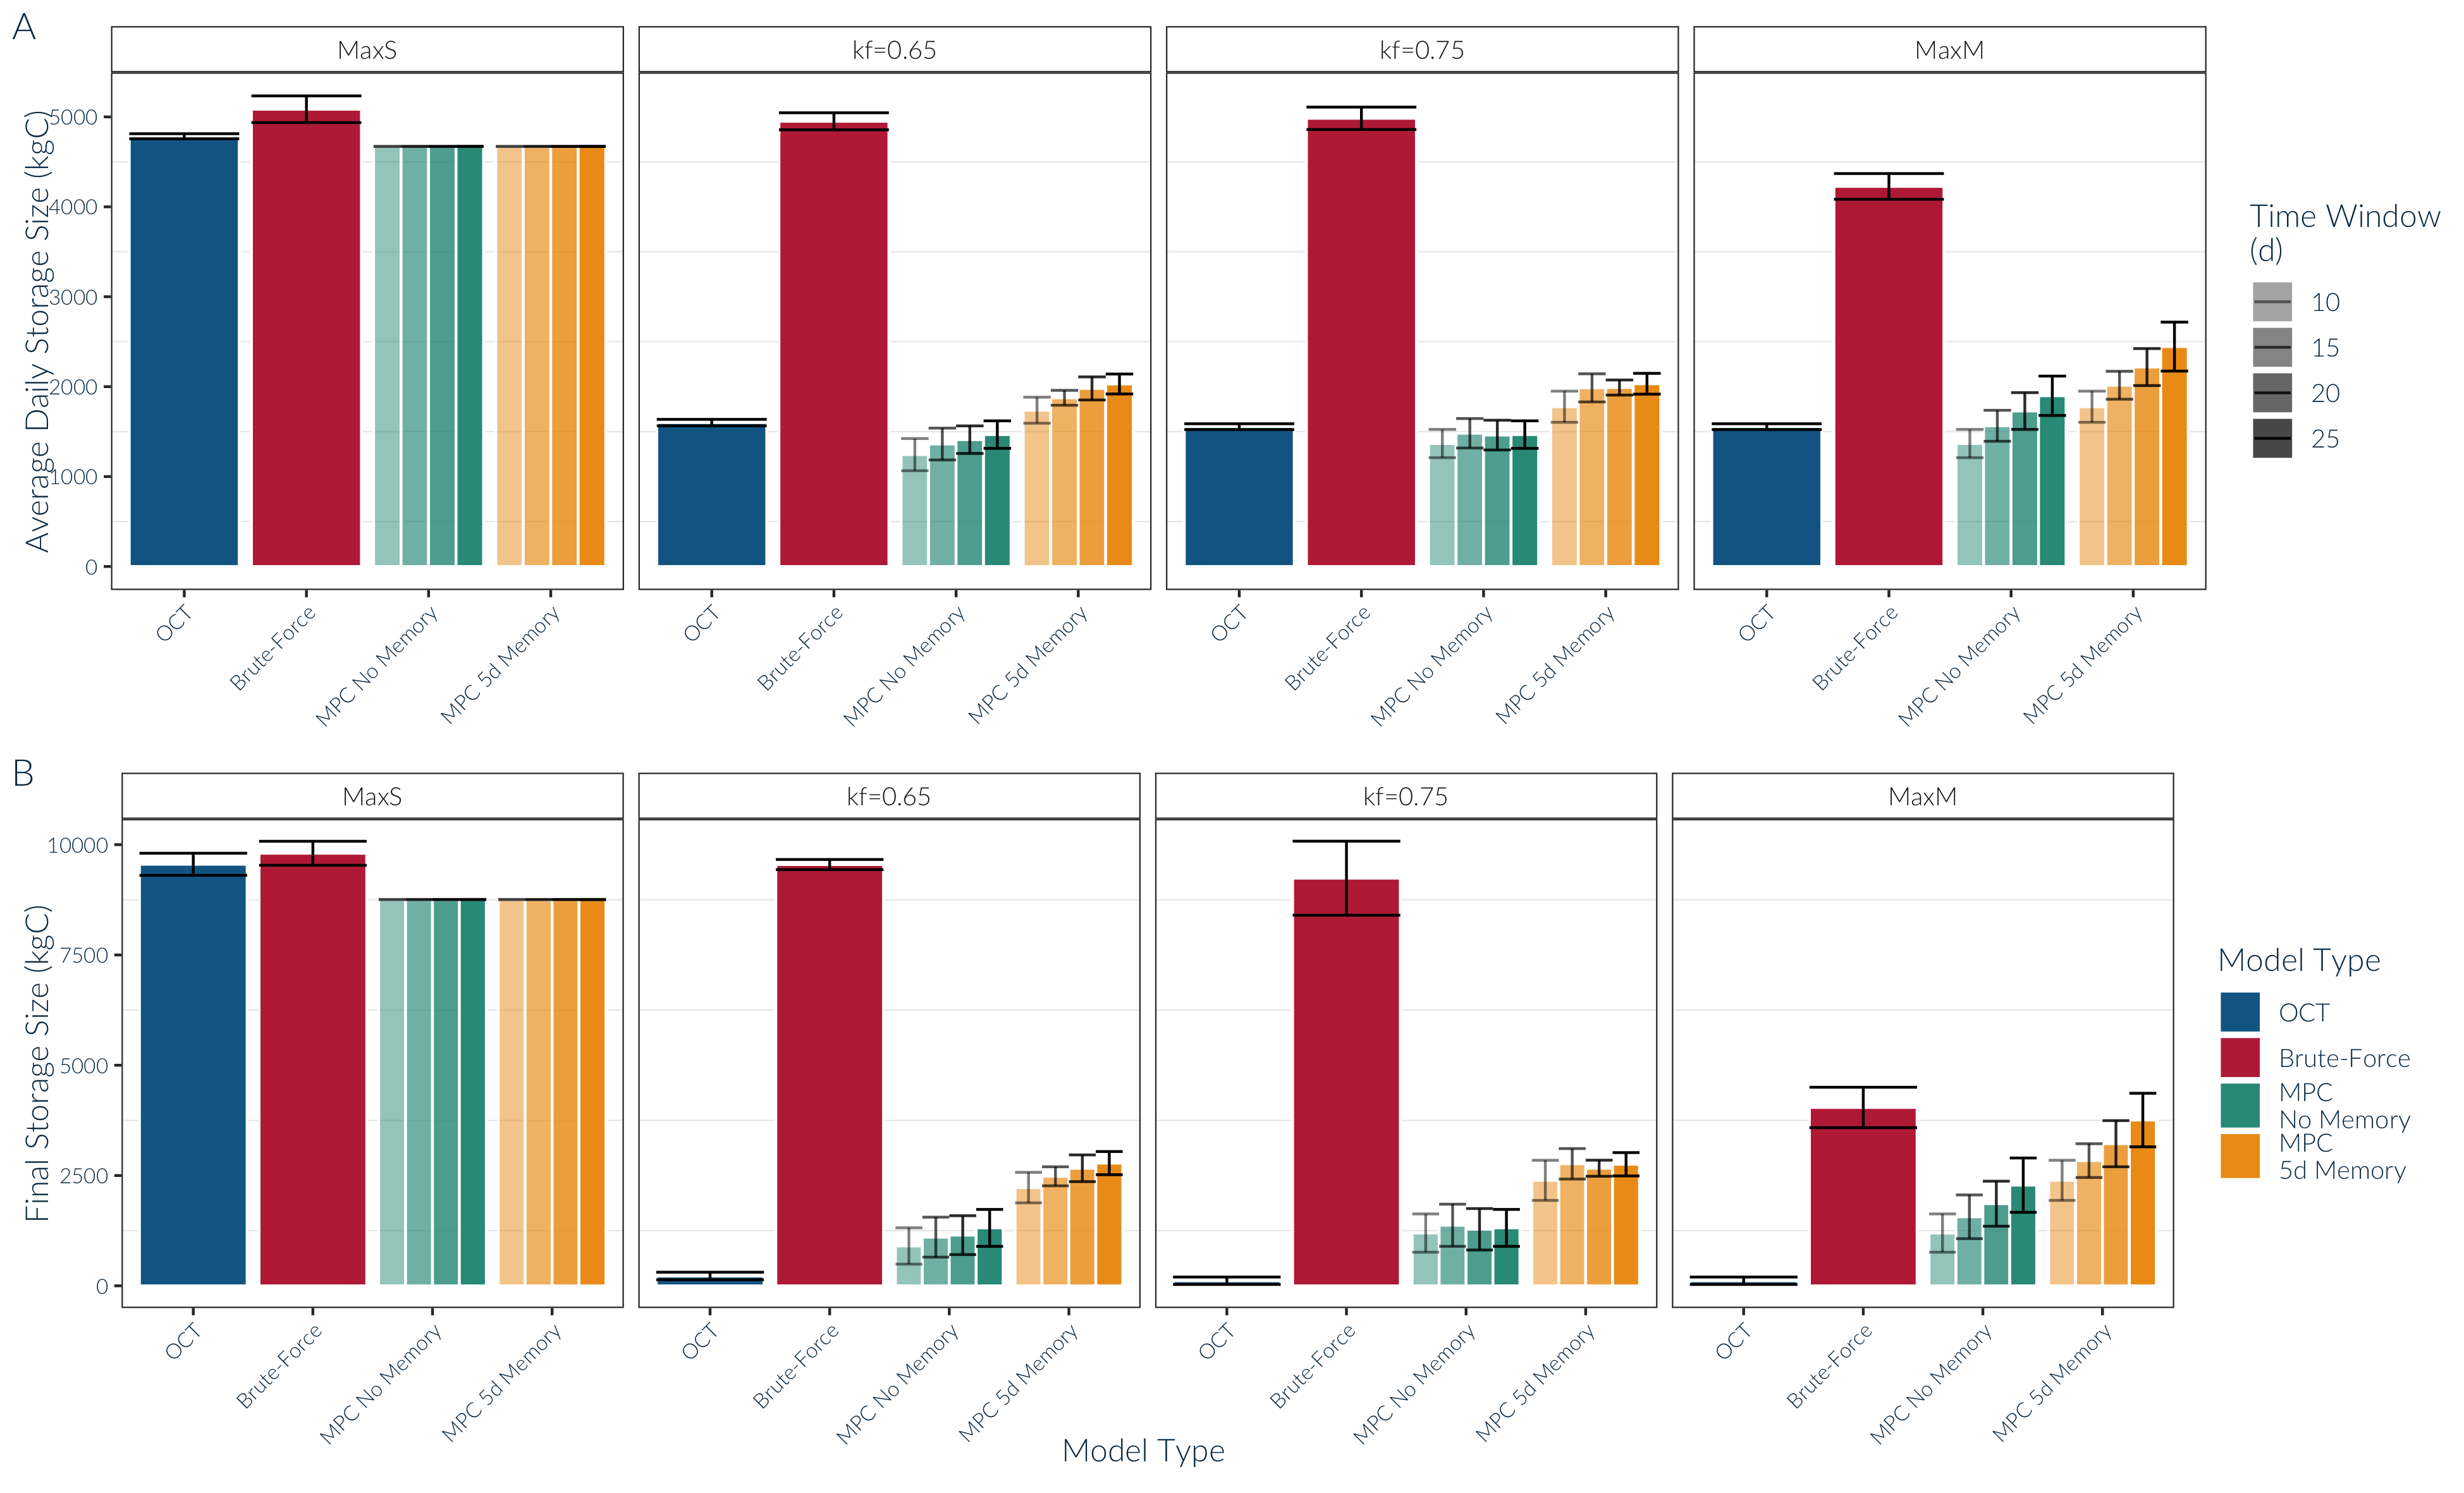 A
MaxS
kf=0.65
kf=0.75
MaxM
Average Daily Storage Size (kgC)
5000
4000
3000
2000
1000
0
OCT
Brute-Force
MPC No Memory
MPC 5d Memory
OCT
Brute-Force
MPC No Memory
MPC 5d Memory
OCT
Brute-Force
MPC No Memory
MPC 5d Memory
OCT
Brute-Force
MPC No Memory
MPC 5d Memory
Time Window
(d)
10
15
20
25
B
MaxS
kf=0.65
kf=0.75
MaxM
Final Storage Size (kgC)
10000
7500
5000
2500
0
OCT
Brute-Force
MPC No Memory
MPC 5d Memory
OCT
Brute-Force
MPC No Memory
MPC 5d Memory
OCT
Brute-Force
MPC No Memory
MPC 5d Memory
OCT
Brute-Force
MPC No Memory
MPC 5d Memory
Model Type
Model Type
OCT
Brute-Force
MPC
No Memory
MPC
5d Memory